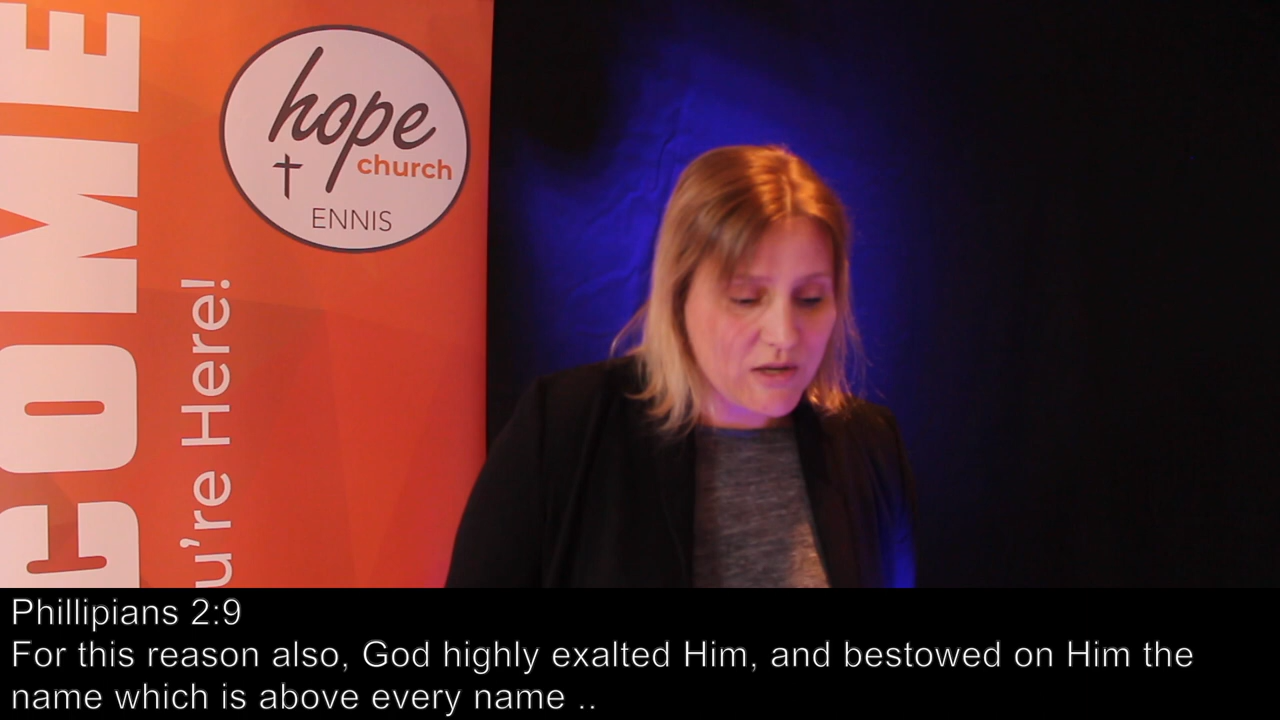 COME
u're Here!
hope
church
ENNIS
Phillipians 2:9
For this reason also, God highly exalted Him, and bestowed on Him the
name which is above every name ..